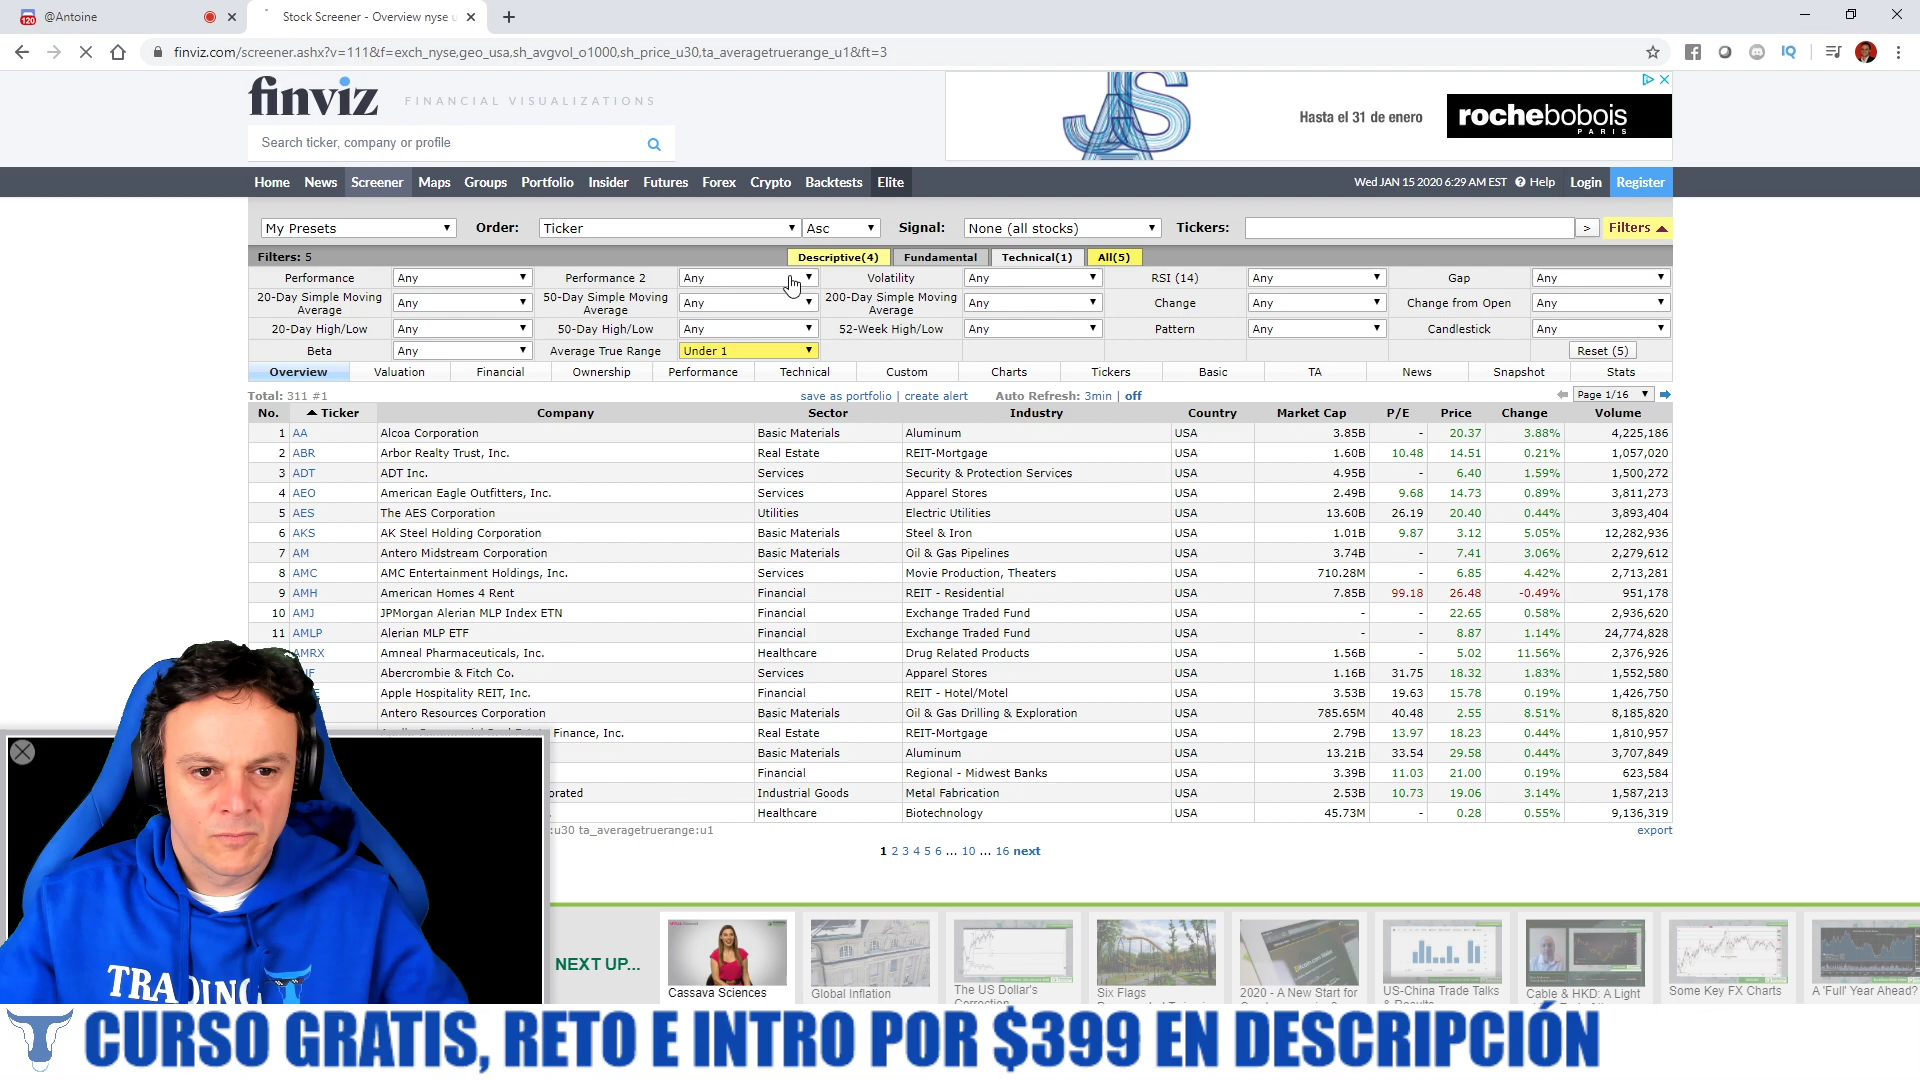 @Antoine
Stock Screener - Overview nyse u
finviz.com/screener.ashx?v=111&f=exch_nyse,geo_usa,sh_avgvol_o1000,sh_price_u30,ta_averagetruerange_u1&ft=3
finviz FINANCIAL VISUALIZATIONS
Hasta el 31 de enero rochebobois PARIS
Search ticker, company or profile
Home News Screener Maps Groups Portfolio Insider Futures Forex Crypto Backtests Elite Wed JAN 15 2020 6:29 AM EST Help Login Register
My Presets Order: Ticker Asc Signal: None (all stocks) Tickers: > Filters
Filters: 5 Descriptive(4) Fundamental Technical(1) All(5)
Performance Any Performance 2 Any Volatility Any RSI (14) Any Gap Any
20-Day Simple Moving Average Any 50-Day Simple Moving Average Any 200-Day Simple Moving Average Any Change Any Change from Open Any
20-Day High/Low Any 50-Day High/Low Any 52-Week High/Low Any Pattern Any Candlestick Any
Beta Any Average True Range Under 1 Reset (5)
Overview Valuation Financial Ownership Performance Technical Custom Charts Tickers Basic TA News Snapshot Stats
Total: 311 #1 save as portfolio | create alert Auto Refresh: 3min | off Page 1/16
No. Ticker Company Sector Industry Country Market Cap P/E Price Change Volume
1 AA Alcoa Corporation Basic Materials Aluminum USA 3.85B - 20.37 3.88% 4,225,186
2 ABR Arbor Realty Trust, Inc. Real Estate REIT-Mortgage USA 1.60B 10.48 14.51 0.21% 1,057,020
3 ADT ADT Inc. Services Security & Protection Services USA 4.95B - 6.40 1.59% 1,500,272
4 AEO American Eagle Outfitters, Inc. Services Apparel Stores USA 2.49B 9.68 14.73 0.89% 3,811,273
5 AES The AES Corporation Utilities Electric Utilities USA 13.60B 26.19 20.40 0.44% 3,893,404
6 AKS AK Steel Holding Corporation Basic Materials Steel & Iron USA 1.01B 9.87 3.12 5.05% 12,282,936
7 AM Antero Midstream Corporation Basic Materials Oil & Gas Pipelines USA 3.74B - 7.41 3.06% 2,279,612
8 AMC AMC Entertainment Holdings, Inc. Services Movie Production, Theaters USA 710.28M - 6.85 4.42% 2,713,281
9 AMH American Homes 4 Rent Financial REIT - Residential USA 7.85B 99.18 26.48 -0.49% 951,178
10 AMJ JPMorgan Alerian MLP Index ETN Financial Exchange Traded Fund USA - - 22.65 0.58% 2,936,620
11 AMLP Alerian MLP ETF Financial Exchange Traded Fund USA - - 8.87 1.14% 24,774,828
AMRX Amneal Pharmaceuticals, Inc. Healthcare Drug Related Products USA 1.56B - 5.02 11.56% 2,376,926
Abercrombie & Fitch Co. Services Apparel Stores USA 1.16B 31.75 18.32 1.83% 1,552,580
Apple Hospitality REIT, Inc. Financial REIT - Hotel/Motel USA 3.53B 19.63 15.78 0.19% 1,426,750
Antero Resources Corporation Basic Materials Oil & Gas Drilling & Exploration USA 785.65M 40.48 2.55 8.51% 8,185,820
Finance, Inc. Real Estate REIT-Mortgage USA 2.79B 13.97 18.23 0.44% 1,810,957
Basic Materials Aluminum USA 13.21B 33.54 29.58 0.44% 3,707,849
Financial Regional - Midwest Banks USA 3.39B 11.03 21.00 0.19% 623,584
orated Industrial Goods Metal Fabrication USA 2.53B 10.73 19.06 3.14% 1,587,213
Healthcare Biotechnology USA 45.73M - 0.28 0.55% 9,136,319
:u30 ta_averagetruerange:u1 export
1 2 3 4 5 6 ... 10 ... 16 next
NEXT UP...
Cassava Sciences
Global Inflation
The US Dollar's
Six Flags
2020 - A New Start for
US-China Trade Talks
Cable & HKD: A Light
Some Key FX Charts
A 'Full' Year Ahead?
TRADING
CURSO GRATIS, RETO E INTRO POR $399 EN DESCRIPCIÓN